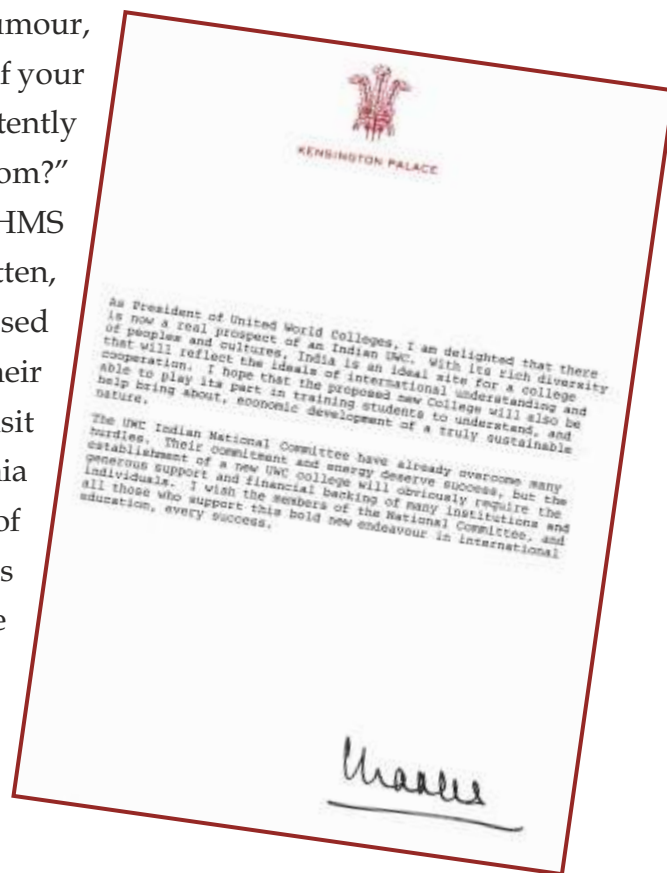 umour,
f your
tently
om?”
HMS
tten,
sed
heir
isit
nia
of
s
e
KENSINGTON PALACE
As President of United World Colleges, I am delighted that there
is now a real prospect of an Indian UWC. With its rich diversity
of peoples and cultures, India is an ideal site for a college
that will reflect the ideals of international understanding and
cooperation. I hope that the proposed new College will also be
able to play its part in training students to understand, and
help bring about, economic development of a truly sustainable
nature.
The UWC Indian National Committee have already overcome many
hurdles. Their commitment and energy deserve success, but the
establishment of a new UWC college will obviously require the
generous support and financial backing of many institutions and
individuals. I wish the members of the National Committee, and
all those who support this bold new endeavour in international
education, every success.
Charles